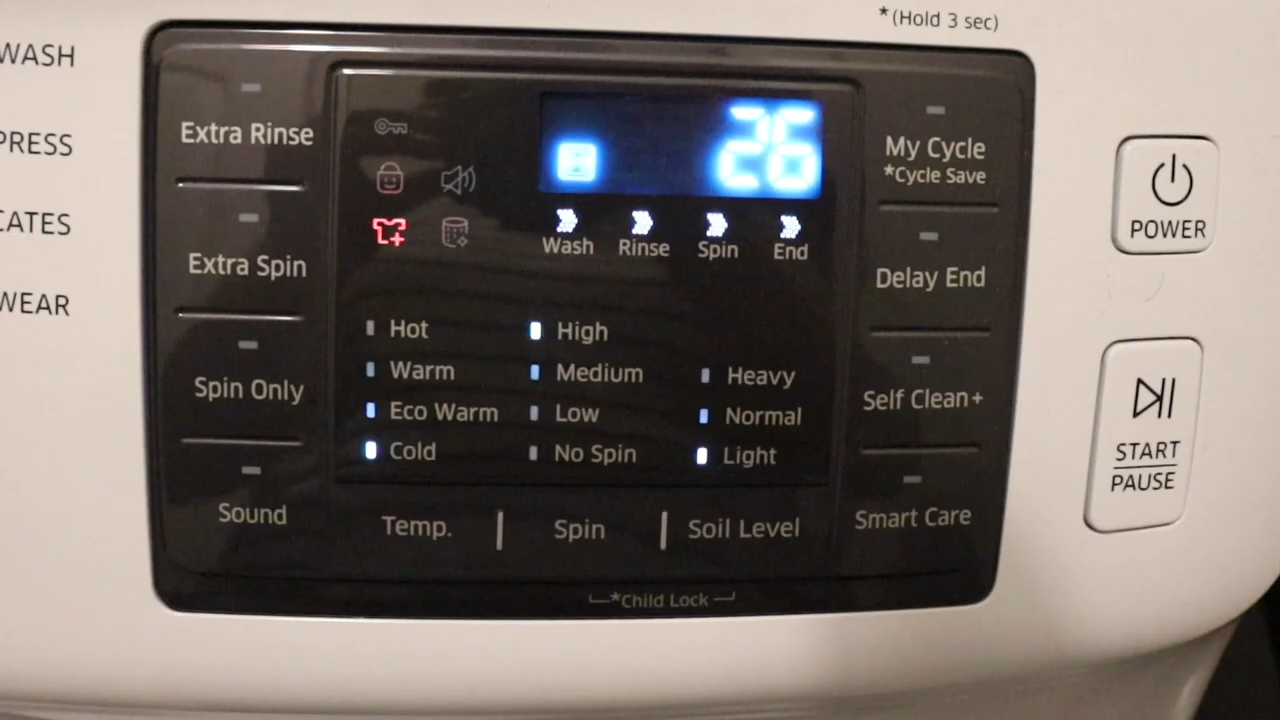 *(Hold 3 sec)
WASH
PRESS
CATES
WEAR
Extra Rinse
Extra Spin
Spin Only
Sound
26
Wash Rinse Spin End
Hot High
Warm Medium Heavy
Eco Warm Low Normal
Cold No Spin Light
Temp. Spin Soil Level
*Child Lock
My Cycle
*Cycle Save
Delay End
Self Clean+
Smart Care
POWER
START
PAUSE